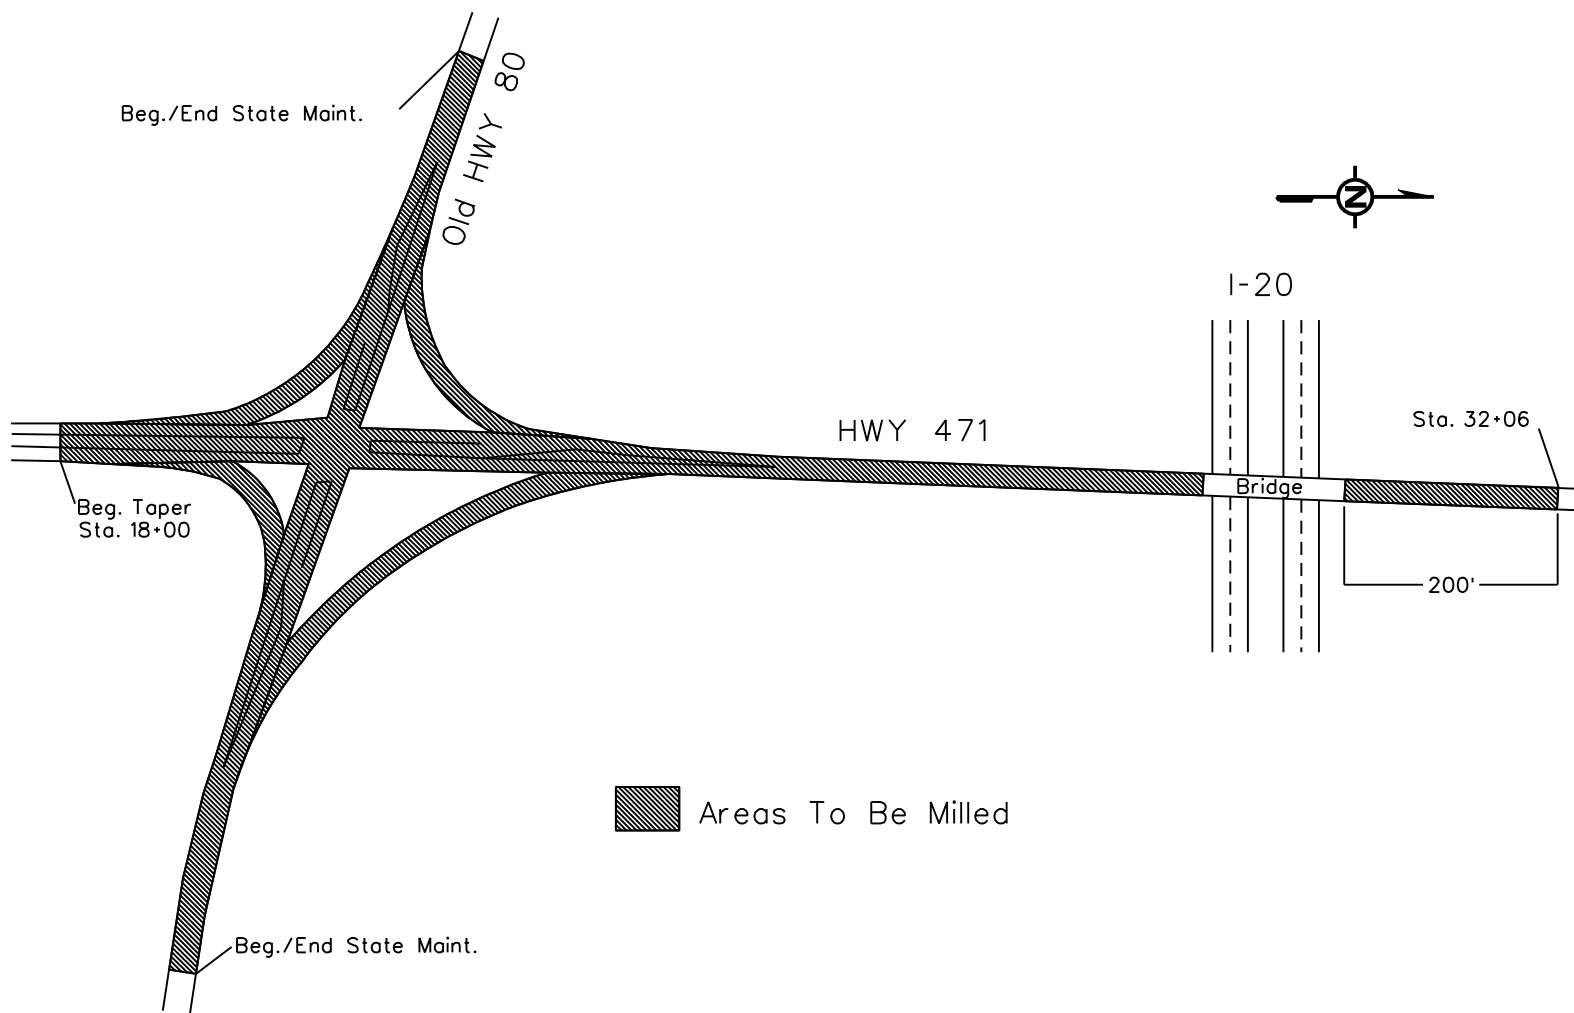 Old HWY 80
Beg./End State Maint.
N
I-20
HWY 471
Sta. 32+06
Bridge
Beg. Taper
Sta. 18+00
200'
Areas To Be Milled
Beg./End State Maint.